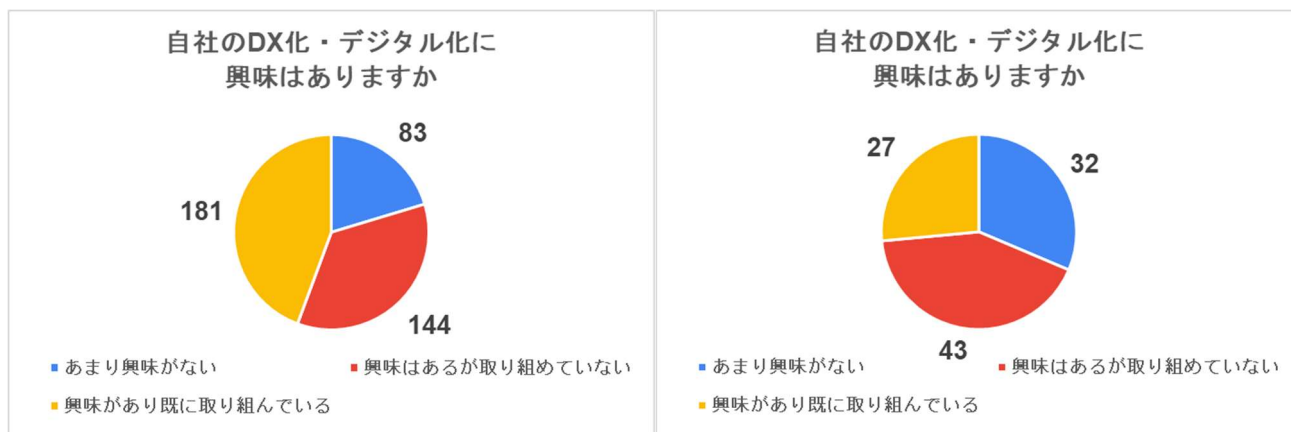 自社のDX化・デジタル化に
興味はありますか
83
181
144
あまり興味がない
興味はあるが取り組めていない
興味があり既に取り組んでいる
自社のDX化・デジタル化に
興味はありますか
27
32
43
あまり興味がない
興味はあるが取り組めていない
興味があり既に取り組んでいる